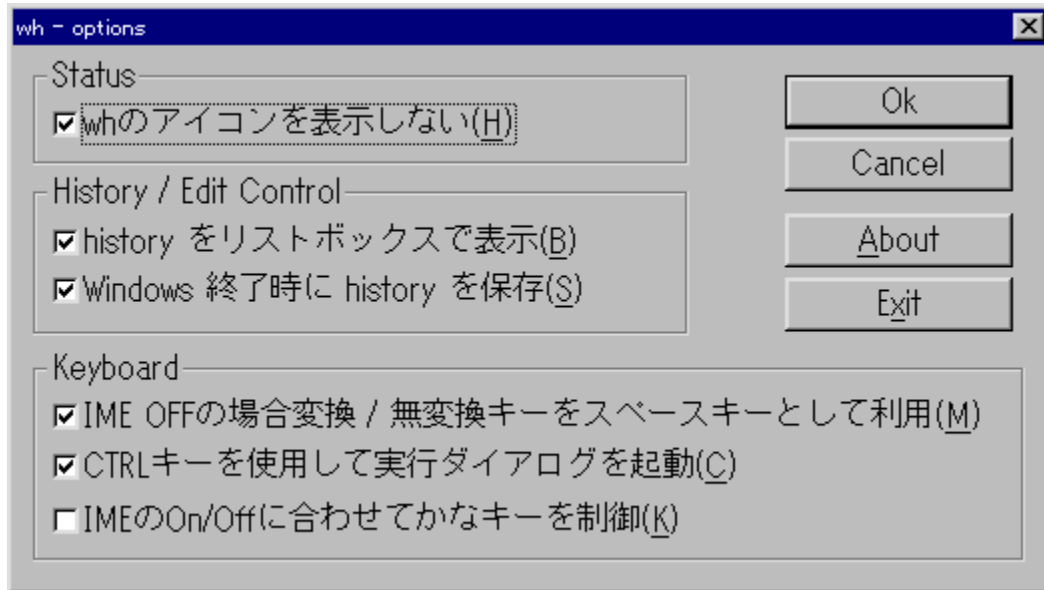 wh - options
Status
whのアイコンを表示しない(H)
Ok
Cancel
History / Edit Control
history をリストボックスで表示(B)
Windows 終了時に history を保存(S)
About
Exit
Keyboard
IME OFFの場合変換 / 無変換キーをスペースキーとして利用(M)
CTRLキーを使用して実行ダイアログを起動(C)
IMEのOn/Offに合わせてかなキーを制御(K)